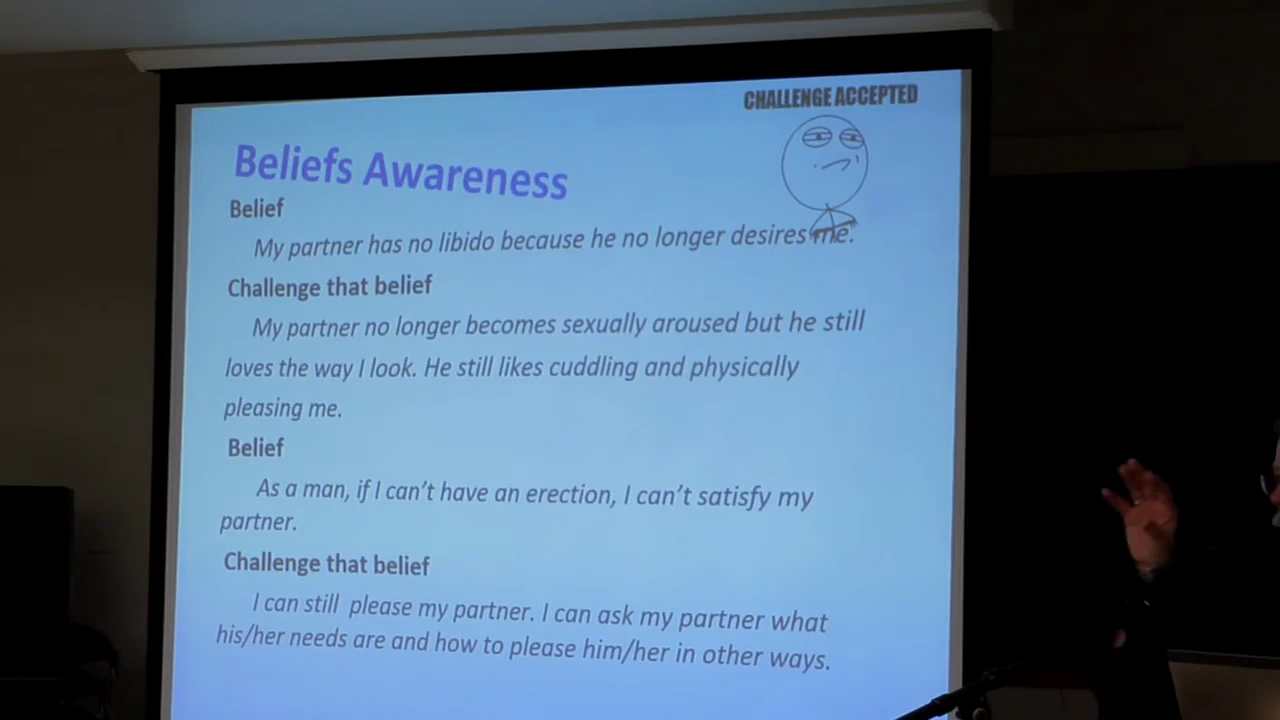 CHALLENGE ACCEPTED
Beliefs Awareness
Belief
My partner has no libido because he no longer desires me.
Challenge that belief
My partner no longer becomes sexually aroused but he still
loves the way I look. He still likes cuddling and physically
pleasing me.
Belief
As a man, if I can't have an erection, I can't satisfy my
partner.
Challenge that belief
I can still please my partner. I can ask my partner what
his/her needs are and how to please him/her in other ways.